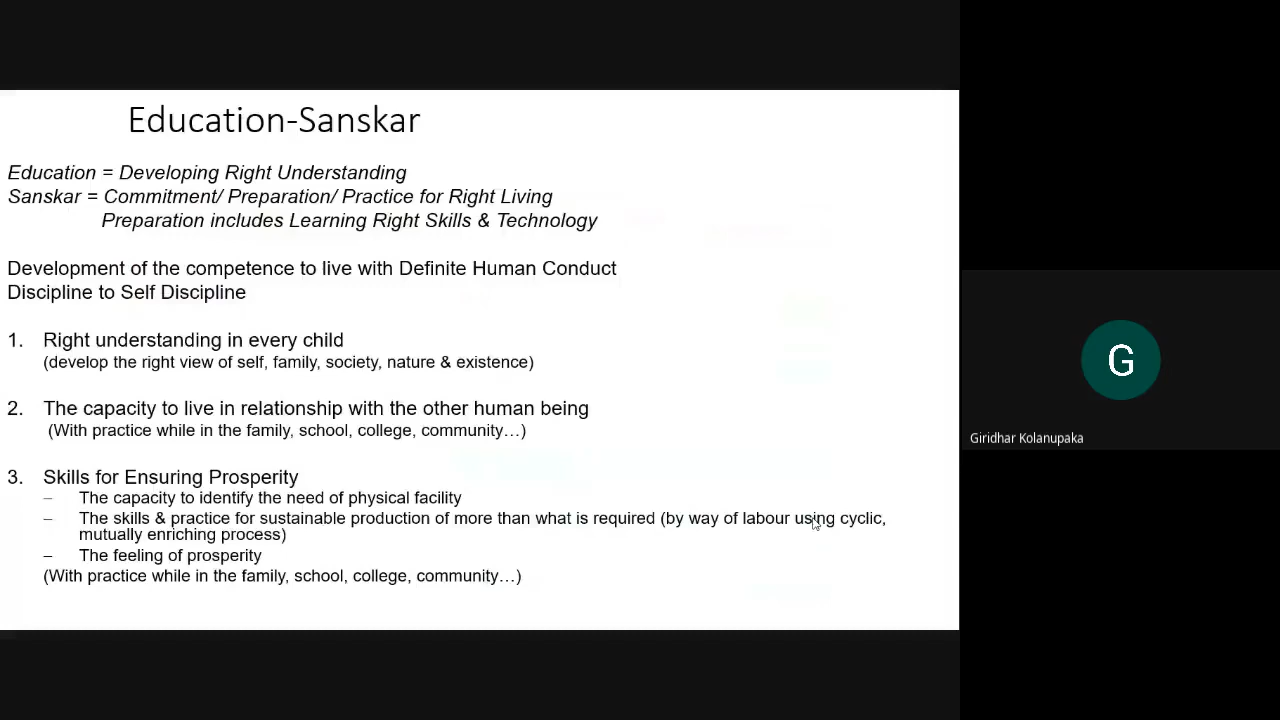 Education-Sanskar
Education = Developing Right Understanding
Sanskar = Commitment/ Preparation/ Practice for Right Living
Preparation includes Learning Right Skills & Technology
Development of the competence to live with Definite Human Conduct
Discipline to Self Discipline
1. Right understanding in every child
(develop the right view of self, family, society, nature & existence)
2. The capacity to live in relationship with the other human being
(With practice while in the family, school, college, community…)
3. Skills for Ensuring Prosperity
– The capacity to identify the need of physical facility
– The skills & practice for sustainable production of more than what is required (by way of labour using cyclic,
mutually enriching process)
– The feeling of prosperity
(With practice while in the family, school, college, community…)
G
Giridhar Kolanupaka